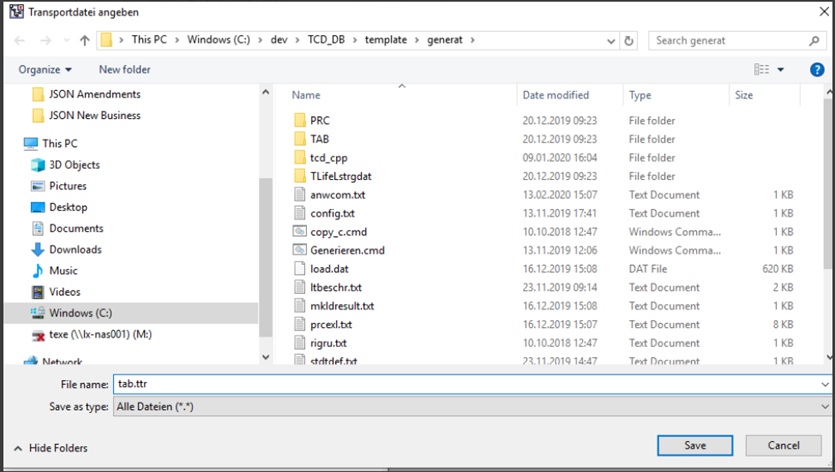 Transportdatei angeben
This PC > Windows (C:) > dev > TCD_DB > template > generat >
Search generat
Organize
New folder
JSON Amendments
JSON New Business
This PC
3D Objects
Pictures
Desktop
Documents
Downloads
Music
Videos
Windows (C:)
texe (\\lx-nas001) (M:)
Network
Name Date modified Type Size
PRC 20.12.2019 09:23 File folder
TAB 20.12.2019 09:23 File folder
tcd_cpp 09.01.2020 16:04 File folder
TLifeLstrgdat 20.12.2019 09:23 File folder
anwcom.txt 13.02.2020 15:07 Text Document 1 KB
config.txt 13.11.2019 17:41 Text Document 1 KB
copy_c.cmd 10.10.2018 12:47 Windows Comma... 1 KB
Generieren.cmd 13.11.2019 12:06 Windows Comma... 1 KB
load.dat 16.12.2019 15:08 DAT File 620 KB
ltbeschr.txt 23.11.2019 09:14 Text Document 2 KB
mkldresult.txt 16.12.2019 15:08 Text Document 1 KB
prcexl.txt 16.12.2019 15:07 Text Document 8 KB
rigru.txt 10.10.2018 12:47 Text Document 1 KB
stdtdef.txt 23.11.2019 14:47 Text Document 1 KB
File name: tab.ttr
Save as type: Alle Dateien (*.*)
Hide Folders
Save
Cancel